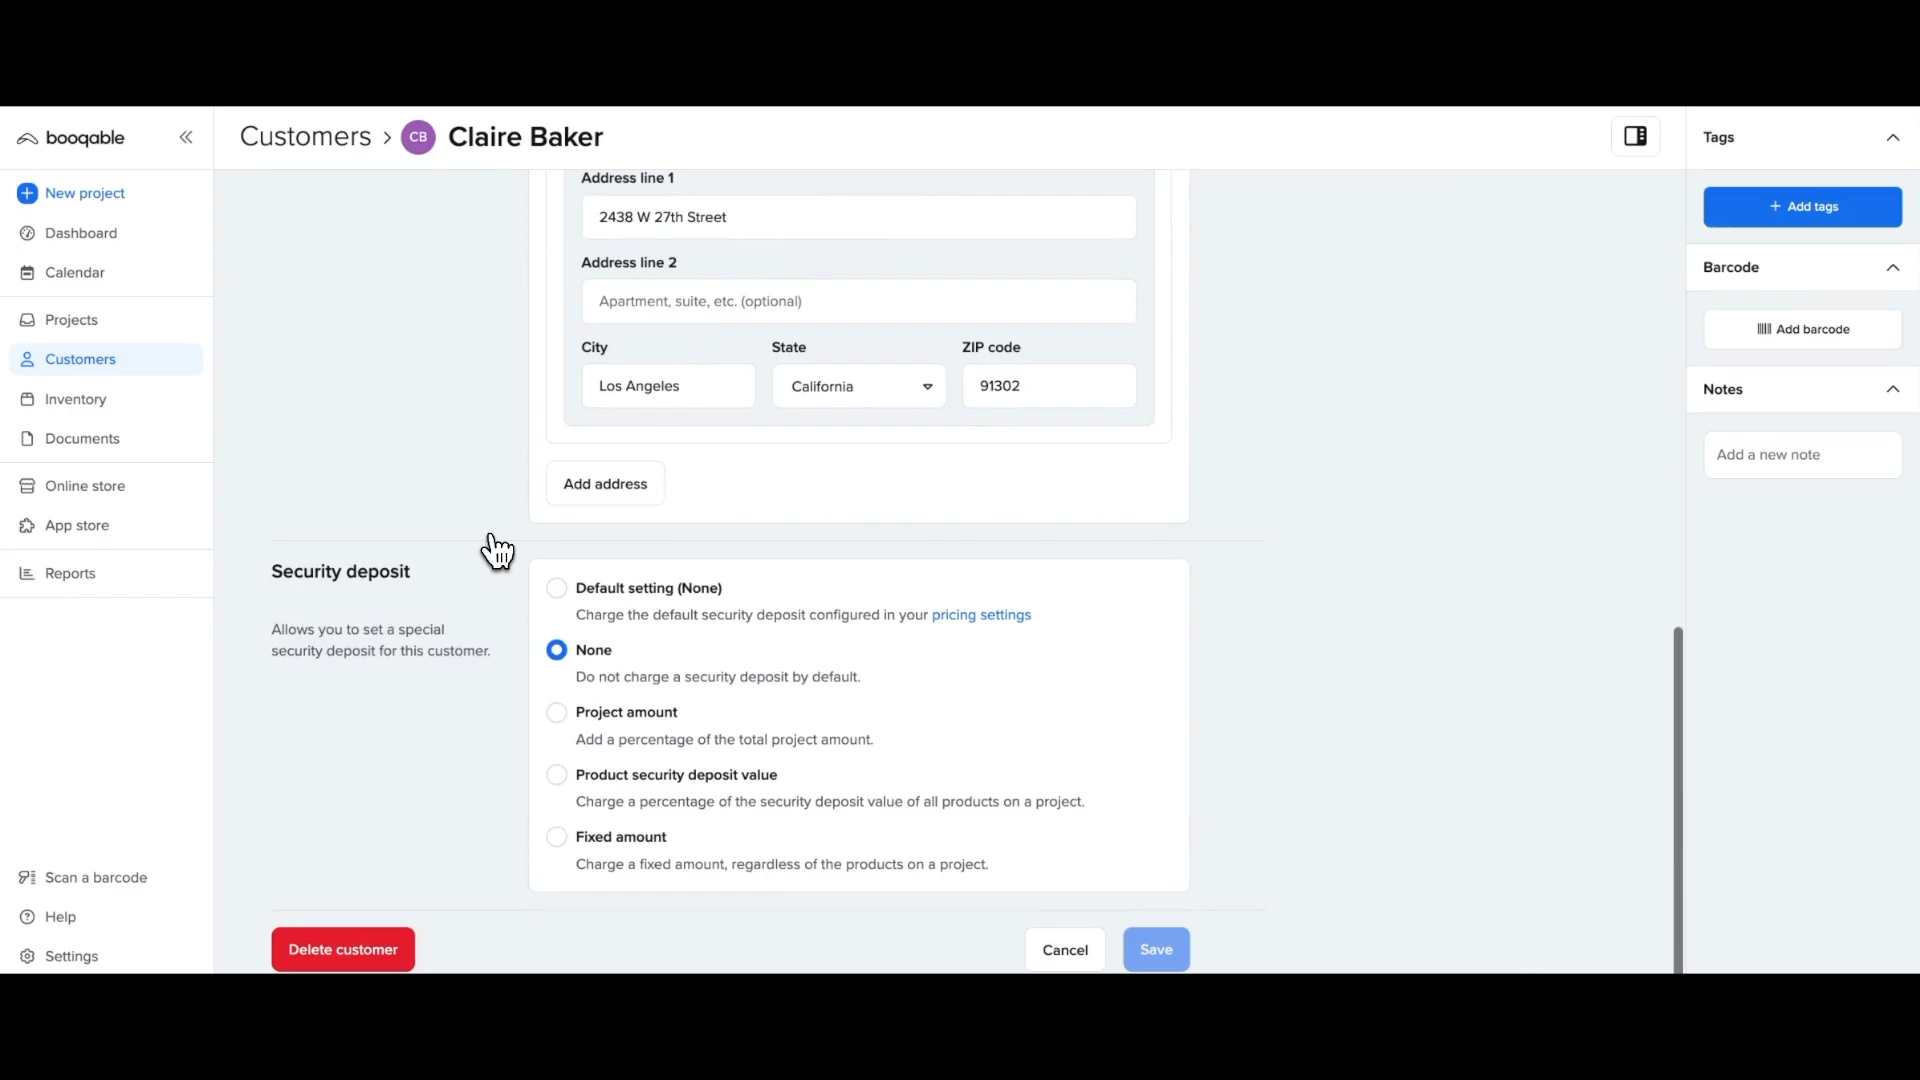 booqable
Customers > CB Claire Baker
Tags
New project
Dashboard
Calendar
Projects
Customers
Inventory
Documents
Online store
App store
Reports
Scan a barcode
Help
Settings
Address line 1
2438 W 27th Street
Address line 2
Apartment, suite, etc. (optional)
City State ZIP code
Los Angeles California 91302
Add address
Security deposit
Allows you to set a special
security deposit for this customer.
Default setting (None)
Charge the default security deposit configured in your pricing settings
None
Do not charge a security deposit by default.
Project amount
Add a percentage of the total project amount.
Product security deposit value
Charge a percentage of the security deposit value of all products on a project.
Fixed amount
Charge a fixed amount, regardless of the products on a project.
Delete customer Cancel Save
+ Add tags
Barcode
Add barcode
Notes
Add a new note